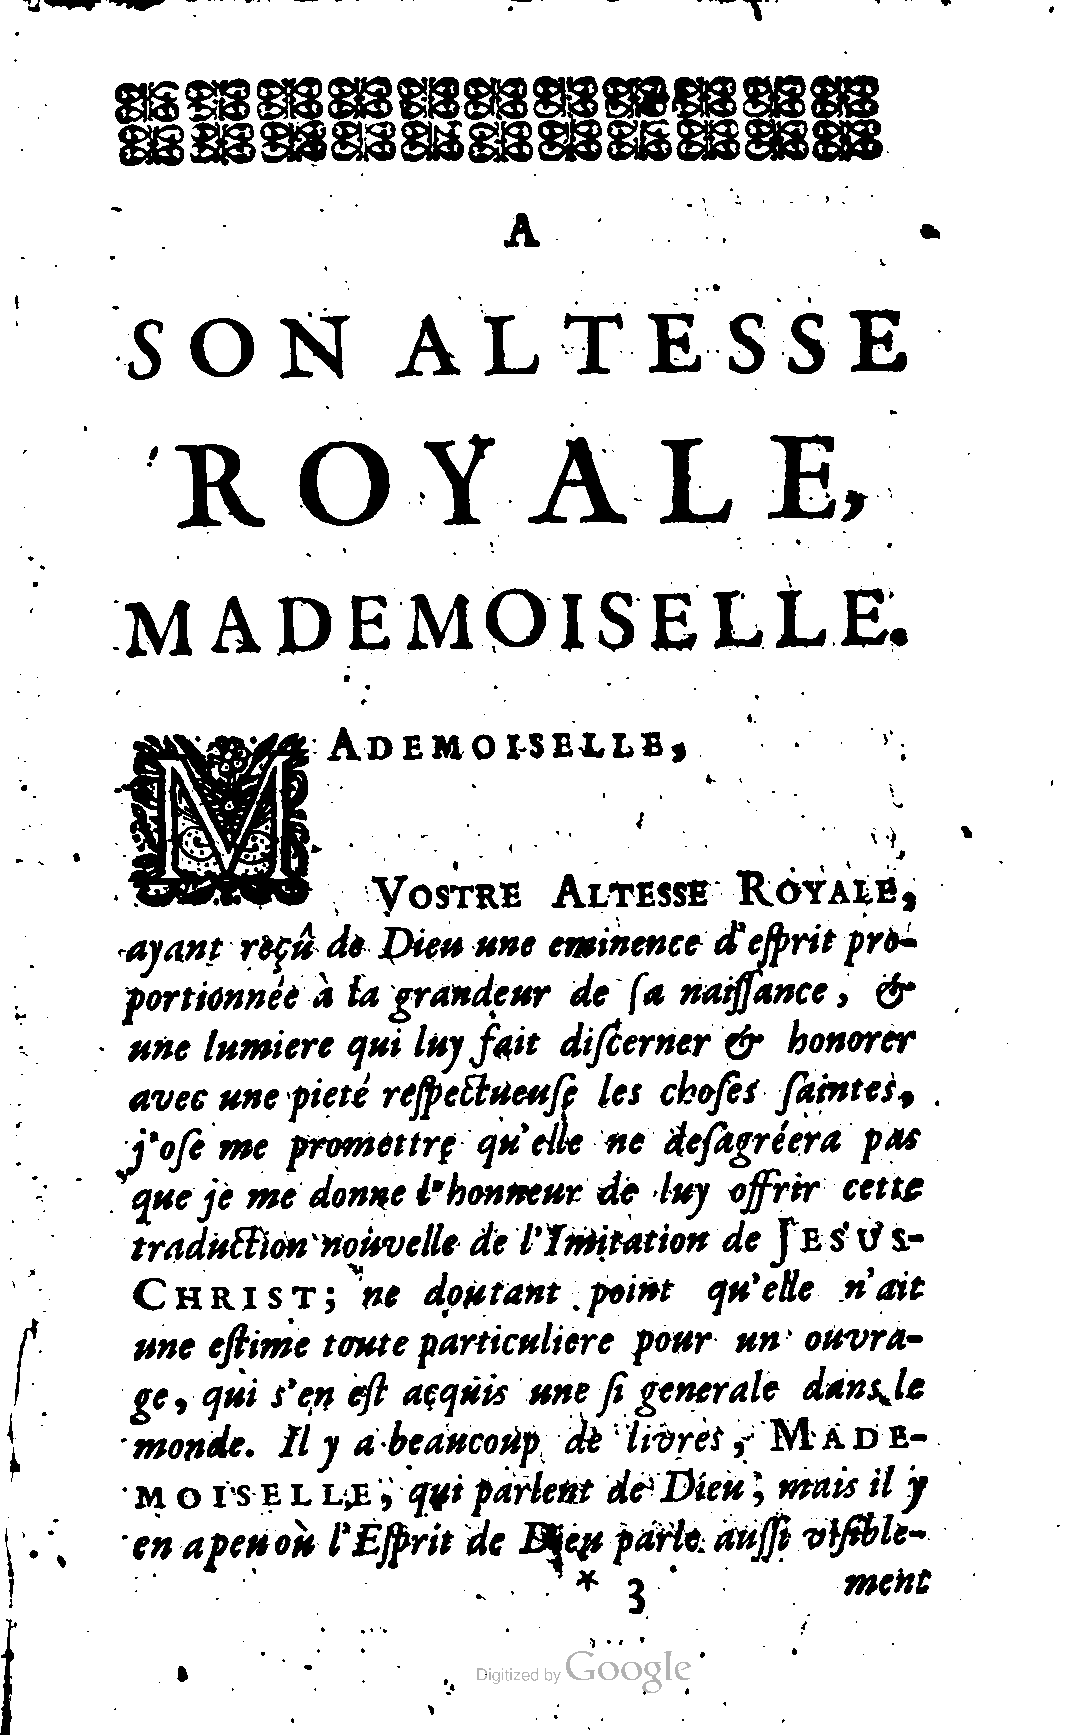 A
SON ALTESSE
ROYALE,
MADEMOISELLE.
MADEMOISELLE,
VOSTRE ALTESSE ROYALE,
ayant reçû de Dieu une eminence d'eſprit pro-
portionnée à la grandeur de ſa naiſſance, &
une lumiere qui luy fait diſcerner & honorer
avec une pieté reſpectueuſe les choſes ſaintes,
j'oſe me promettre qu'elle ne deſagréera pas
que je me donne l'honneur de luy offrir cette
traduction nouvelle de l'Imitation de JESUS-
CHRIST; ne doutant point qu'elle n'ait
une eſtime toute particuliere pour un ouvra-
ge, qui s'en eſt acquis une ſi generale dans le
monde. Il y a beaucoup de livres, MADE-
MOISELLE, qui parlent de Dieu; mais il y
en a peu où l'Eſprit de Dieu parle auſſi viſible-
* 3 ment
Digitized by Google